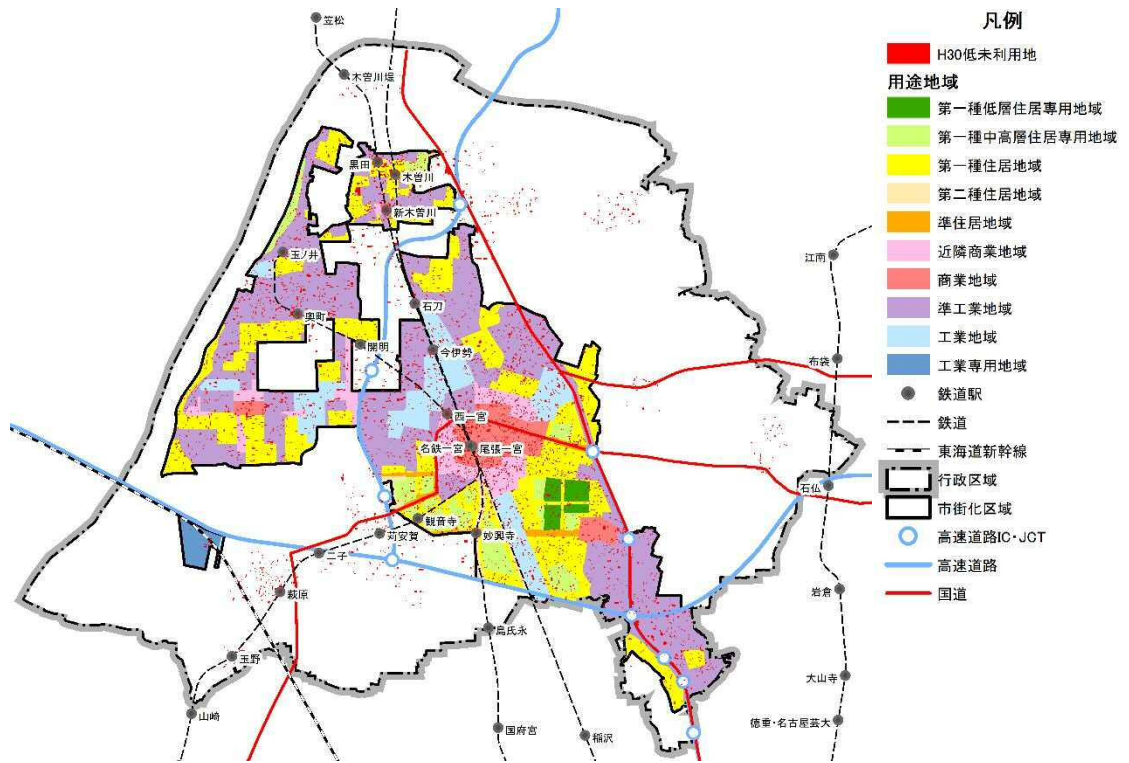 凡例
H30低未利用地
用途地域
第一種低層住居専用地域
第一種中高層住居専用地域
第一種住居地域
第二種住居地域
準住居地域
近隣商業地域
商業地域
準工業地域
工業地域
工業専用地域
鉄道駅
鉄道
東海道新幹線
行政区域
市街化区域
高速道路IC・JCT
高速道路
国道
笠松
木曽川堤
黒田
木曽川
新木曽川
玉ノ井
江南
石刀
奥町
開明
今伊勢
布袋
西一宮
名鉄一宮
尾張一宮
石仏
観音寺
苅安賀
妙興寺
二子
萩原
岩倉
島氏永
玉野
大山寺
山崎
国府宮
稲沢
徳重・名古屋芸大